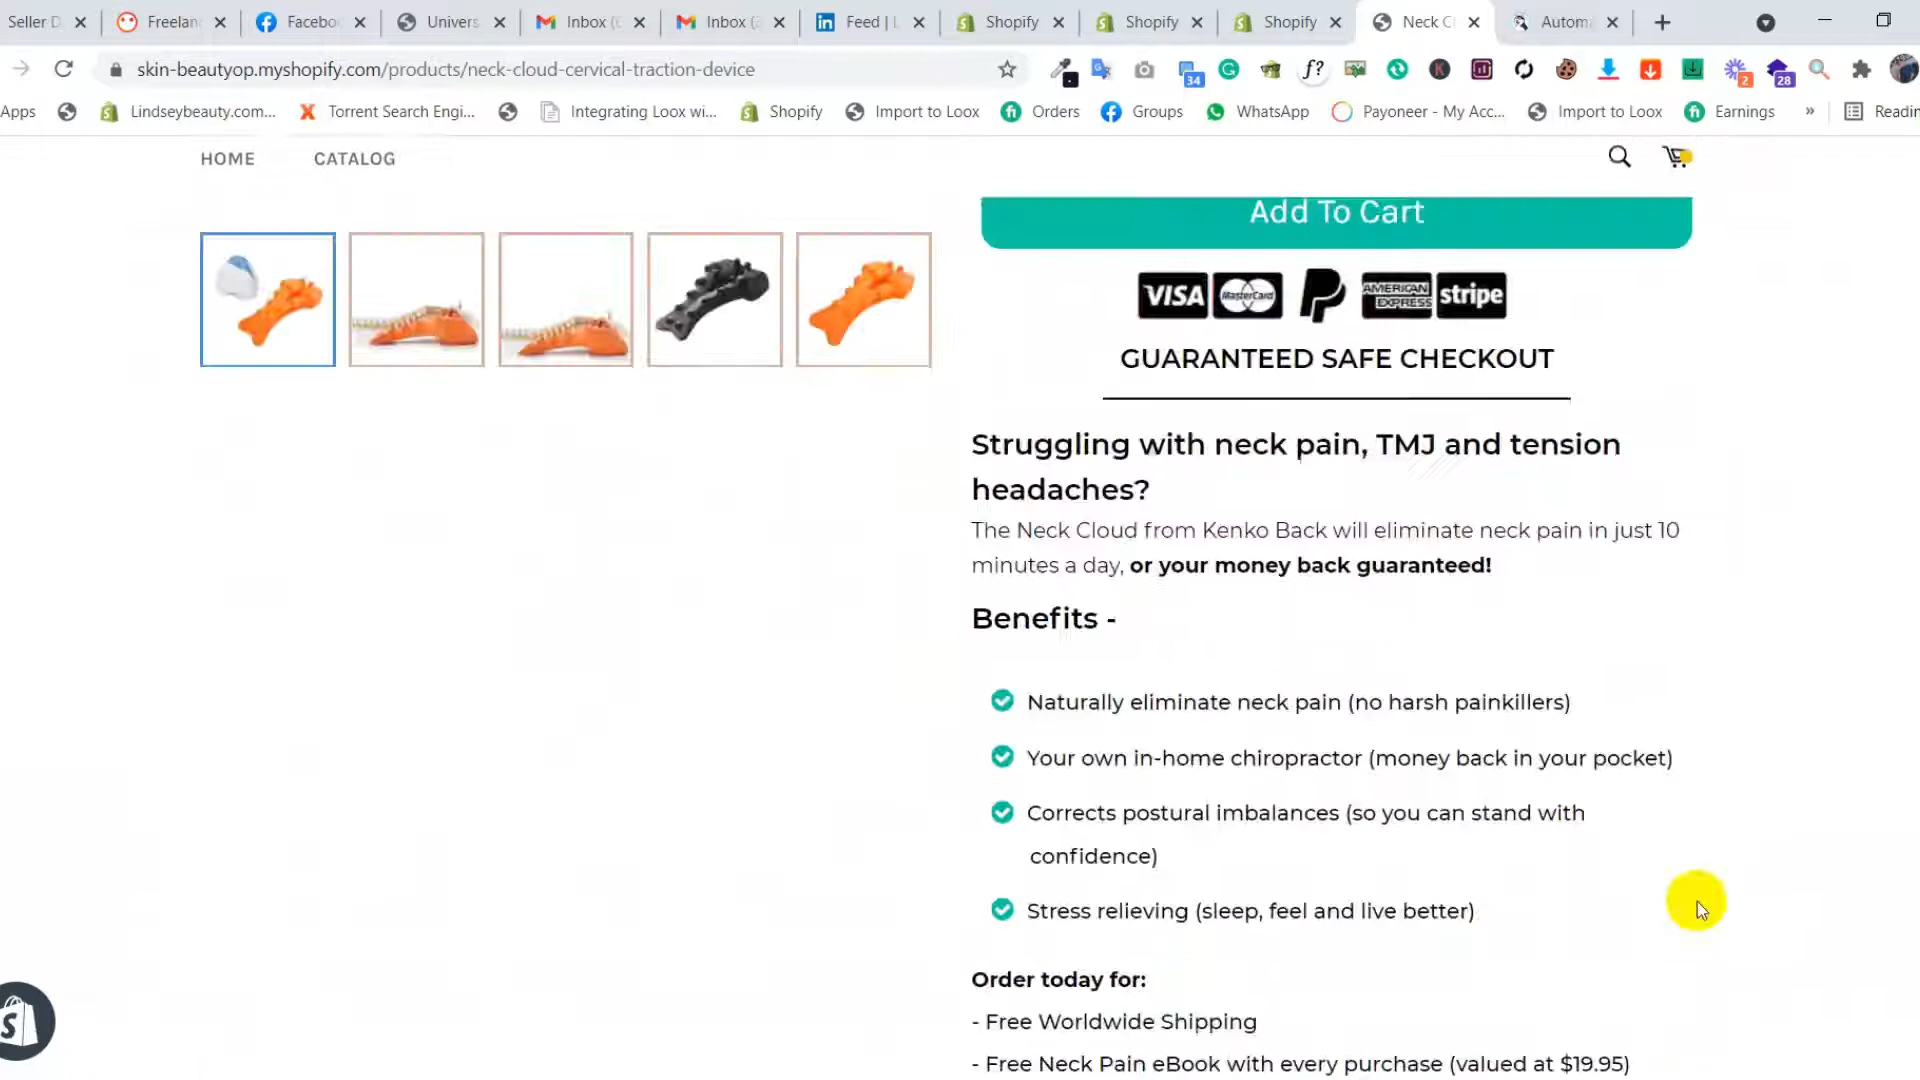 Seller D
Freelan
Facebo
Univers
Inbox (
Inbox (
Feed | L
Shopify
Shopify
Shopify
Neck C
Autom
skin-beautyop.myshopify.com/products/neck-cloud-cervical-traction-device
34
f?
2
28
Apps
Lindseybeauty.com...
Torrent Search Engi...
Integrating Loox wi...
Shopify
Import to Loox
Orders
Groups
WhatsApp
Payoneer - My Acc...
Import to Loox
Earnings
»
Readin
HOME
CATALOG
Add To Cart
VISA MasterCard AMERICAN EXPRESS stripe
GUARANTEED SAFE CHECKOUT
Struggling with neck pain, TMJ and tension
headaches?
The Neck Cloud from Kenko Back will eliminate neck pain in just 10
minutes a day, or your money back guaranteed!
Benefits -
Naturally eliminate neck pain (no harsh painkillers)
Your own in-home chiropractor (money back in your pocket)
Corrects postural imbalances (so you can stand with
confidence)
Stress relieving (sleep, feel and live better)
Order today for:
- Free Worldwide Shipping
- Free Neck Pain eBook with every purchase (valued at $19.95)